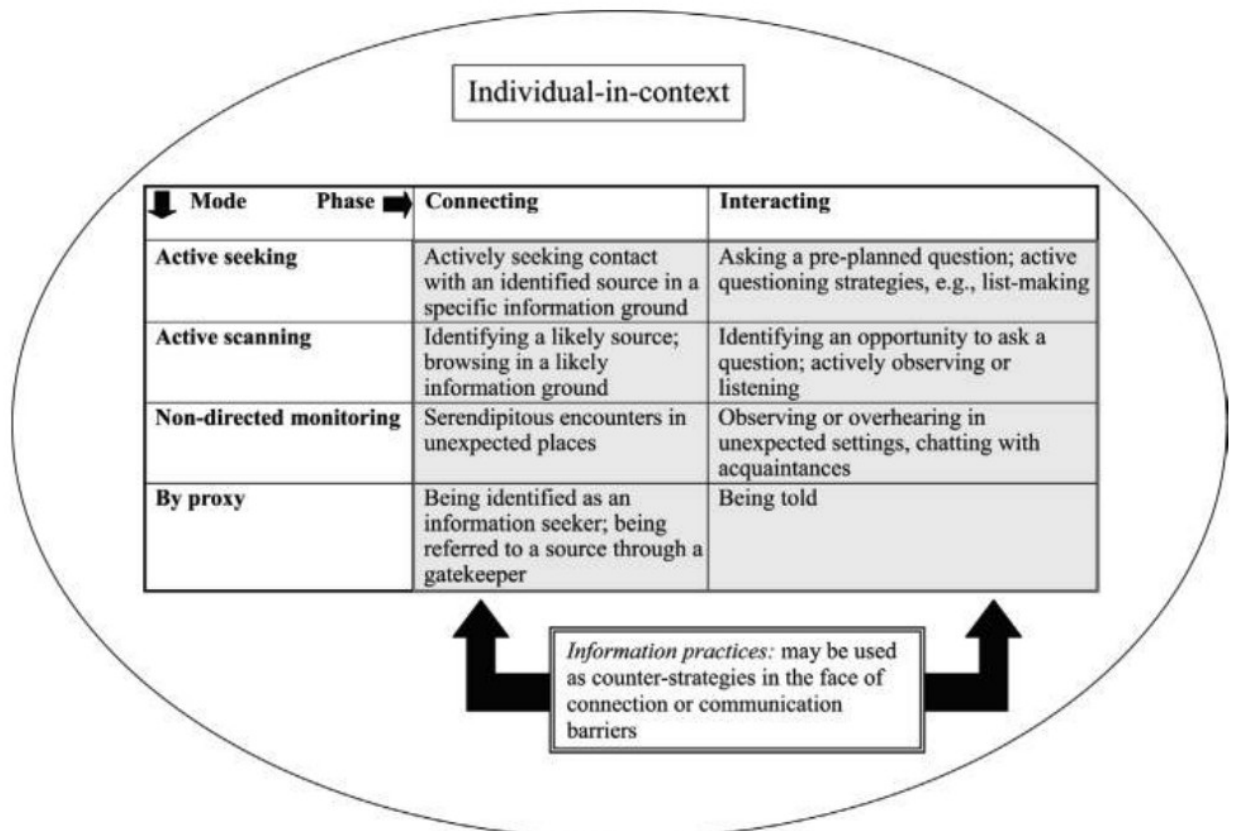 Individual-in-context
Mode Phase Connecting Interacting
Active seeking
Actively seeking contact
with an identified source in a
specific information ground
Asking a pre-planned question; active
questioning strategies, e.g., list-making
Active scanning
Identifying a likely source;
browsing in a likely
information ground
Identifying an opportunity to ask a
question; actively observing or
listening
Non-directed monitoring
Serendipitous encounters in
unexpected places
Observing or overhearing in
unexpected settings, chatting with
acquaintances
By proxy
Being identified as an
information seeker; being
referred to a source through a
gatekeeper
Being told
Information practices: may be used
as counter-strategies in the face of
connection or communication
barriers